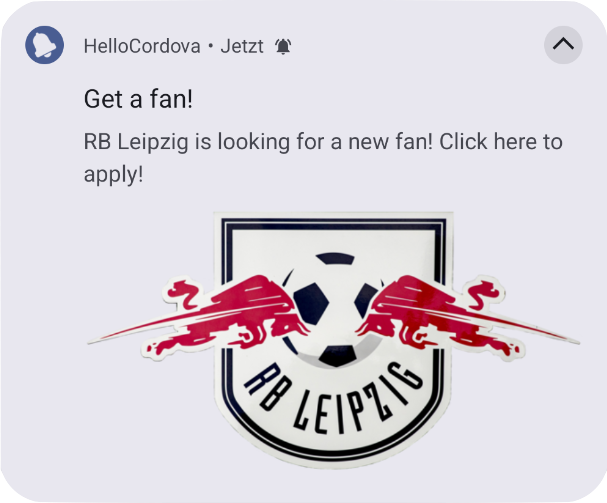 HelloCordova • Jetzt
Get a fan!
RB Leipzig is looking for a new fan! Click here to
apply!
RB LEIPZIG